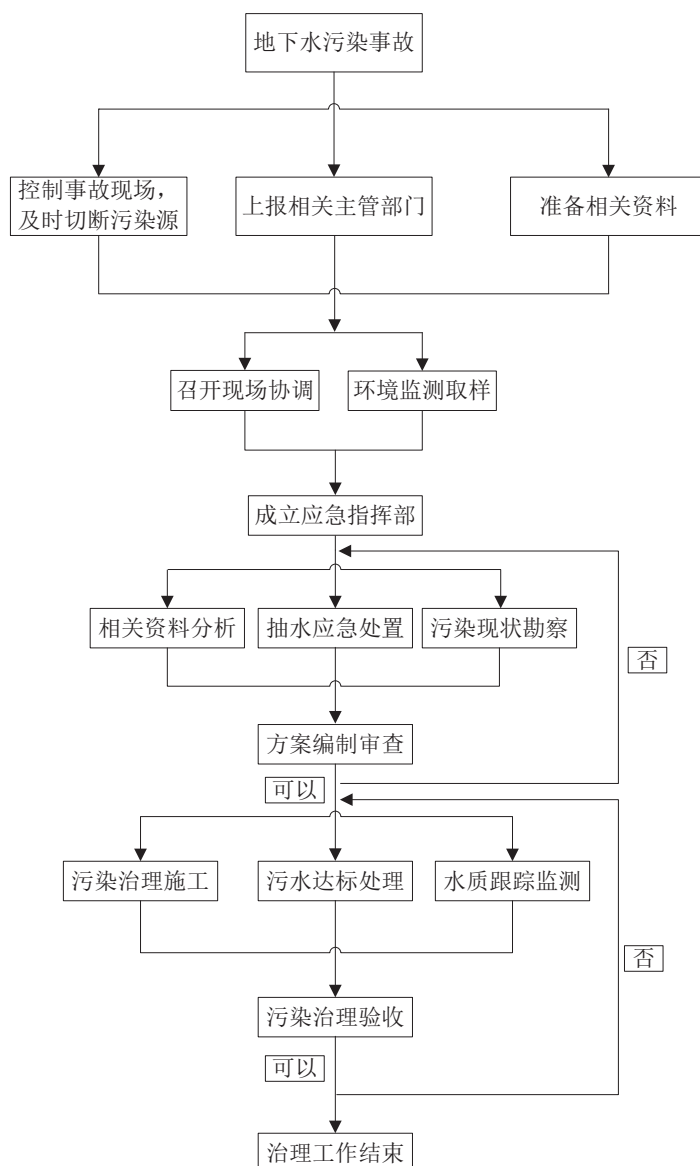 地下水污染事故
控制事故现场，
及时切断污染源
上报相关主管部门
准备相关资料
召开现场协调
环境监测取样
成立应急指挥部
相关资料分析
抽水应急处置
污染现状勘察
否
方案编制审查
可以
污染治理施工
污水达标处理
水质跟踪监测
否
污染治理验收
可以
治理工作结束